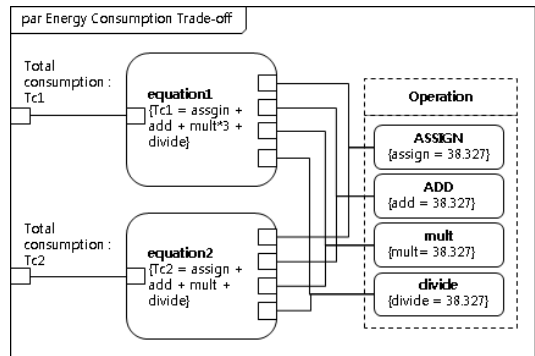 par Energy Consumption Trade-off
Total
consumption :
Tc1
equation1
{Tc1 = assgin +
add + mult*3 +
divide}
Total
consumption :
Tc2
equation2
{Tc2 = assign +
add + mult +
divide}
Operation
ASSIGN
{assign = 38.327}
ADD
{add = 38.327}
mult
{mult= 38.327}
divide
{divide = 38.327}